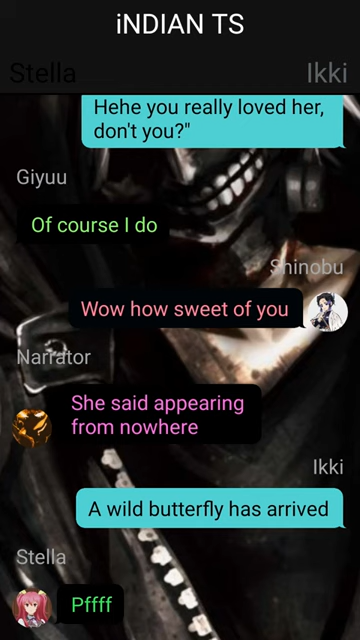 iNDIAN TS
Stella
Ikki
Hehe you really loved her,
don't you?"
Giyuu
Of course I do
Shinobu
Wow how sweet of you
Narrator
She said appearing
from nowhere
Ikki
A wild butterfly has arrived
Stella
Pffff